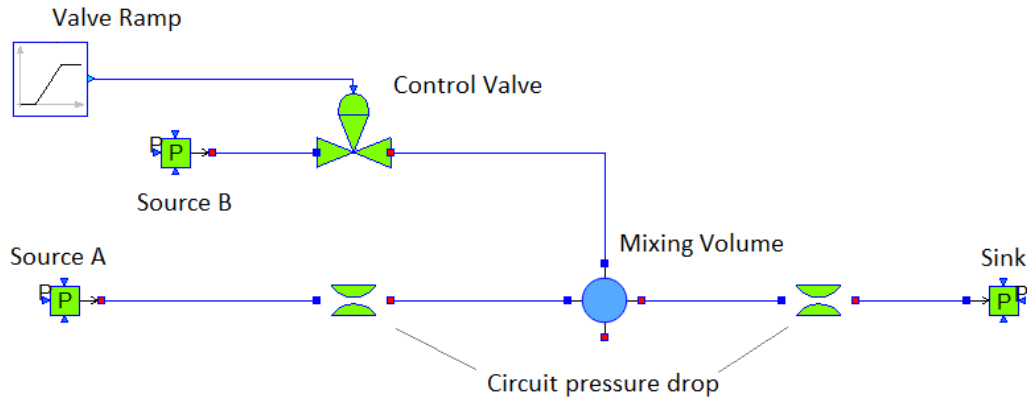 Valve Ramp
Control Valve
P
P
Source B
Mixing Volume
Source A
Sink
P
P
P
P
Circuit pressure drop